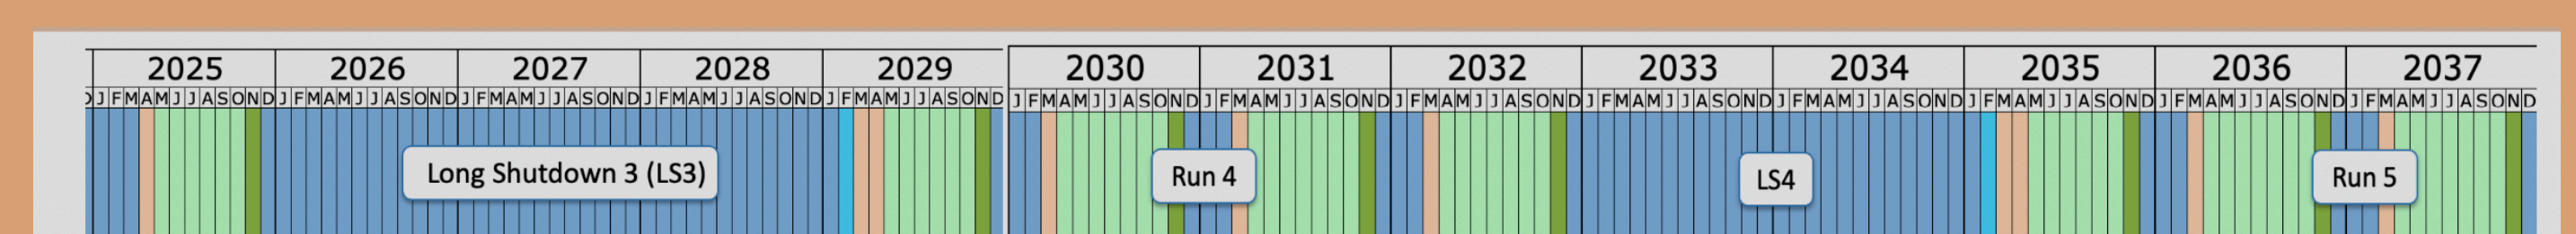 2025 2026 2027 2028 2029 2030 2031 2032 2033 2034 2035 2036 2037
J F M A M J J A S O N D J F M A M J J A S O N D J F M A M J J A S O N D J F M A M J J A S O N D J F M A M J J A S O N D J F M A M J J A S O N D J F M A M J J A S O N D J F M A M J J A S O N D J F M A M J J A S O N D J F M A M J J A S O N D J F M A M J J A S O N D J F M A M J J A S O N D J F M A M J J A S O N D
Long Shutdown 3 (LS3) Run 4 LS4 Run 5